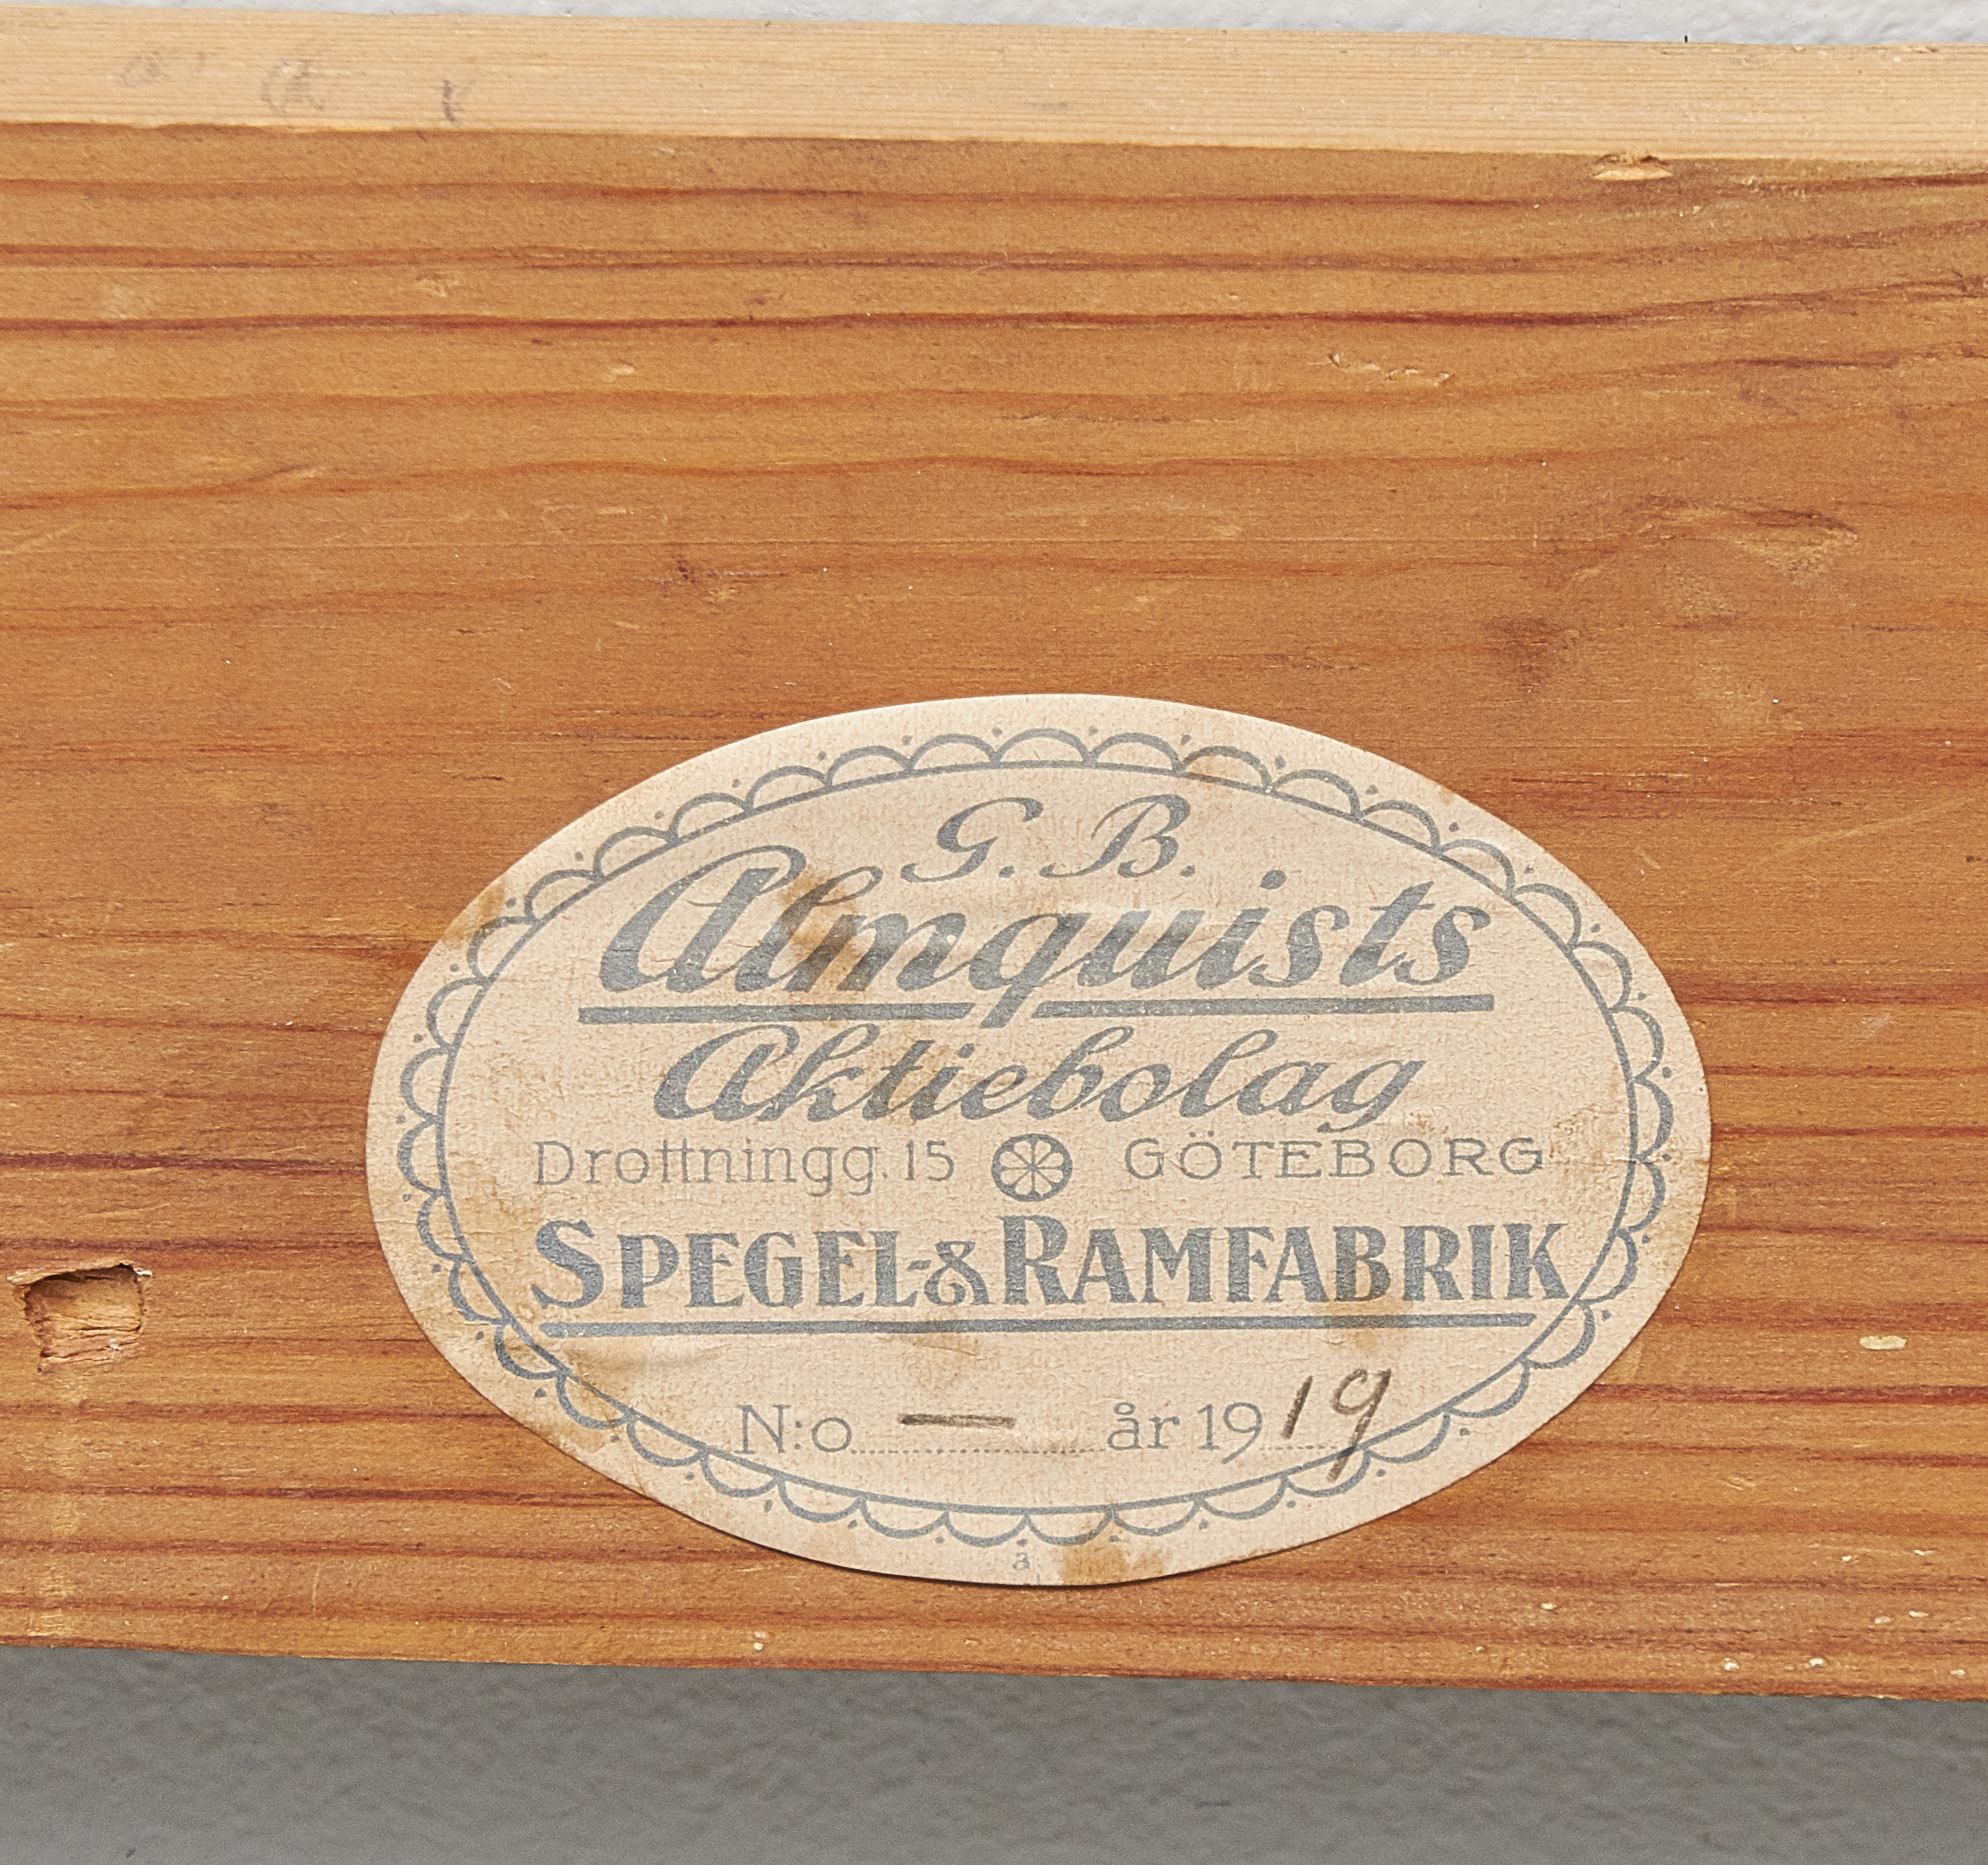 G. B.
Almquists
Aktiebolag
Drottningg. 15 GÖTEBORG
SPEGEL-& RAMFABRIK
N:o — år 1919